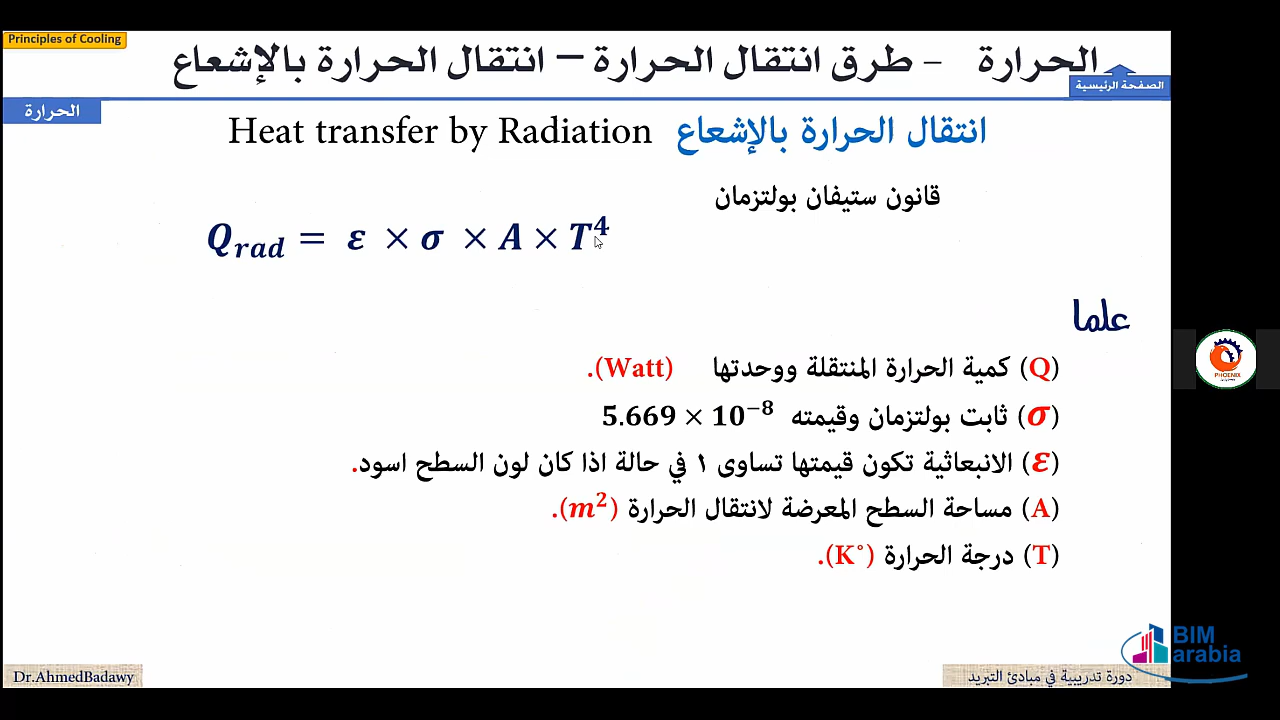 Principles of Cooling
الحرارة – طرق انتقال الحرارة – انتقال الحرارة بالإشعاع
الصفحة الرئيسية
الحرارة
انتقال الحرارة بالإشعاع Heat transfer by Radiation
قانون ستيفان بولتزمان
Q_rad = ε × σ × A × T⁴
علما
(Q) كمية الحرارة المنتقلة ووحدتها (Watt).
(σ) ثابت بولتزمان وقيمته 5.669 × 10⁻⁸
(ε) الانبعاثية تكون قيمتها تساوى ١ في حالة اذا كان لون السطح اسود.
(A) مساحة السطح المعرضة لانتقال الحرارة (m²).
(T) درجة الحرارة (K°).
PHOENIX
BIM
arabia
Dr.AhmedBadawy
دورة تدريبية في مبادئ التبريد